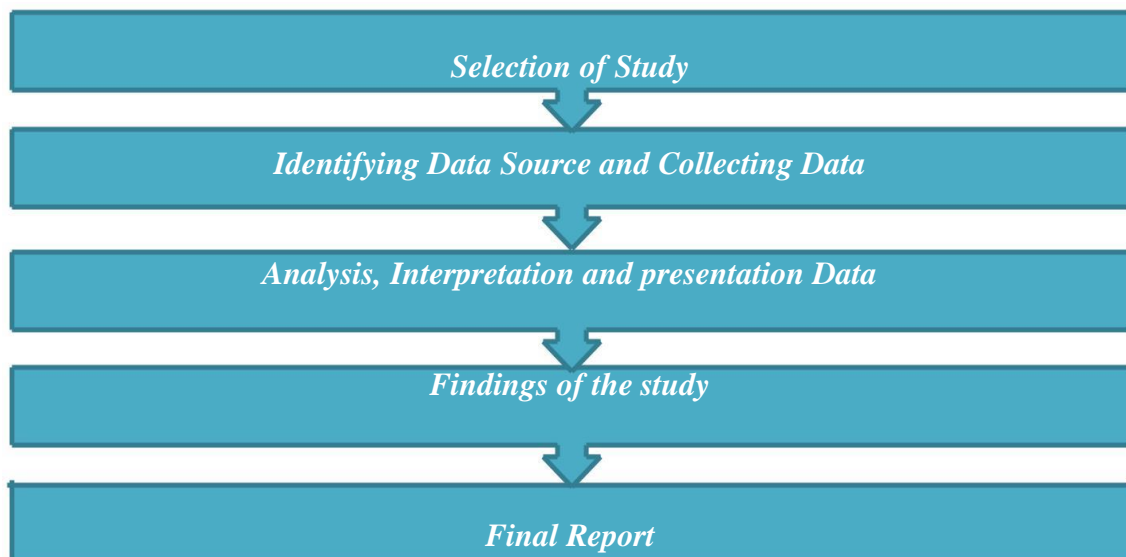 Selection of Study
Identifying Data Source and Collecting Data
Analysis, Interpretation and presentation Data
Findings of the study
Final Report